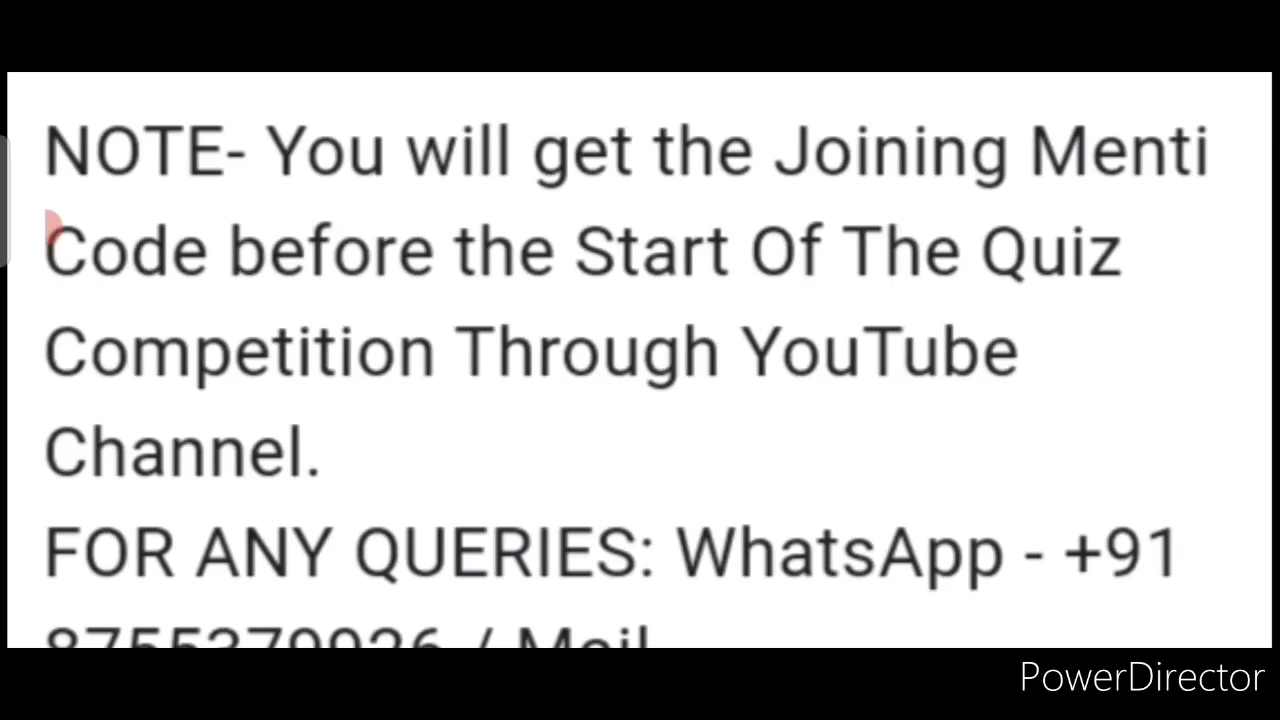 NOTE- You will get the Joining Menti
Code before the Start Of The Quiz
Competition Through YouTube
Channel.
FOR ANY QUERIES: WhatsApp - +91
/ Mail
PowerDirector